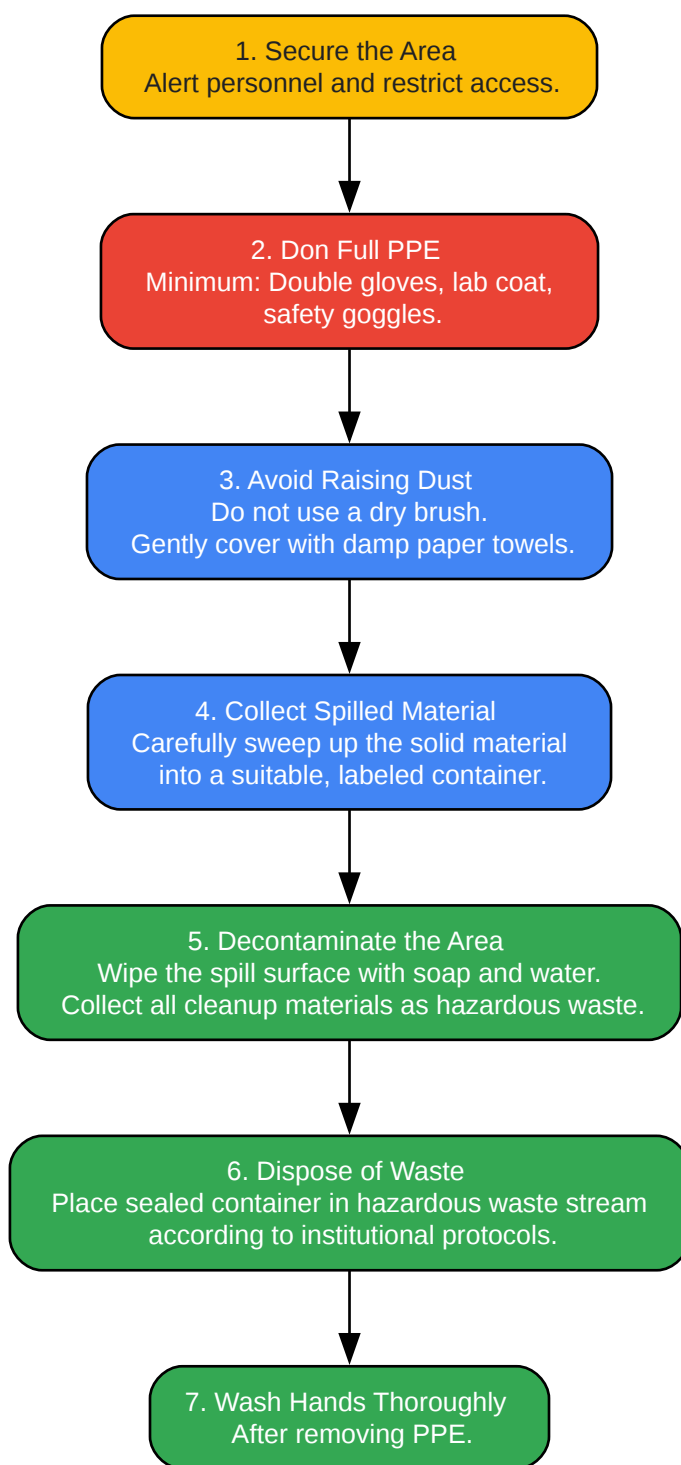 1. Secure the Area
Alert personnel and restrict access.
2. Don Full PPE
Minimum: Double gloves, lab coat,
safety goggles.
3. Avoid Raising Dust
Do not use a dry brush.
Gently cover with damp paper towels.
4. Collect Spilled Material
Carefully sweep up the solid material
into a suitable, labeled container.
5. Decontaminate the Area
Wipe the spill surface with soap and water.
Collect all cleanup materials as hazardous waste.
6. Dispose of Waste
Place sealed container in hazardous waste stream
according to institutional protocols.
7. Wash Hands Thoroughly
After removing PPE.